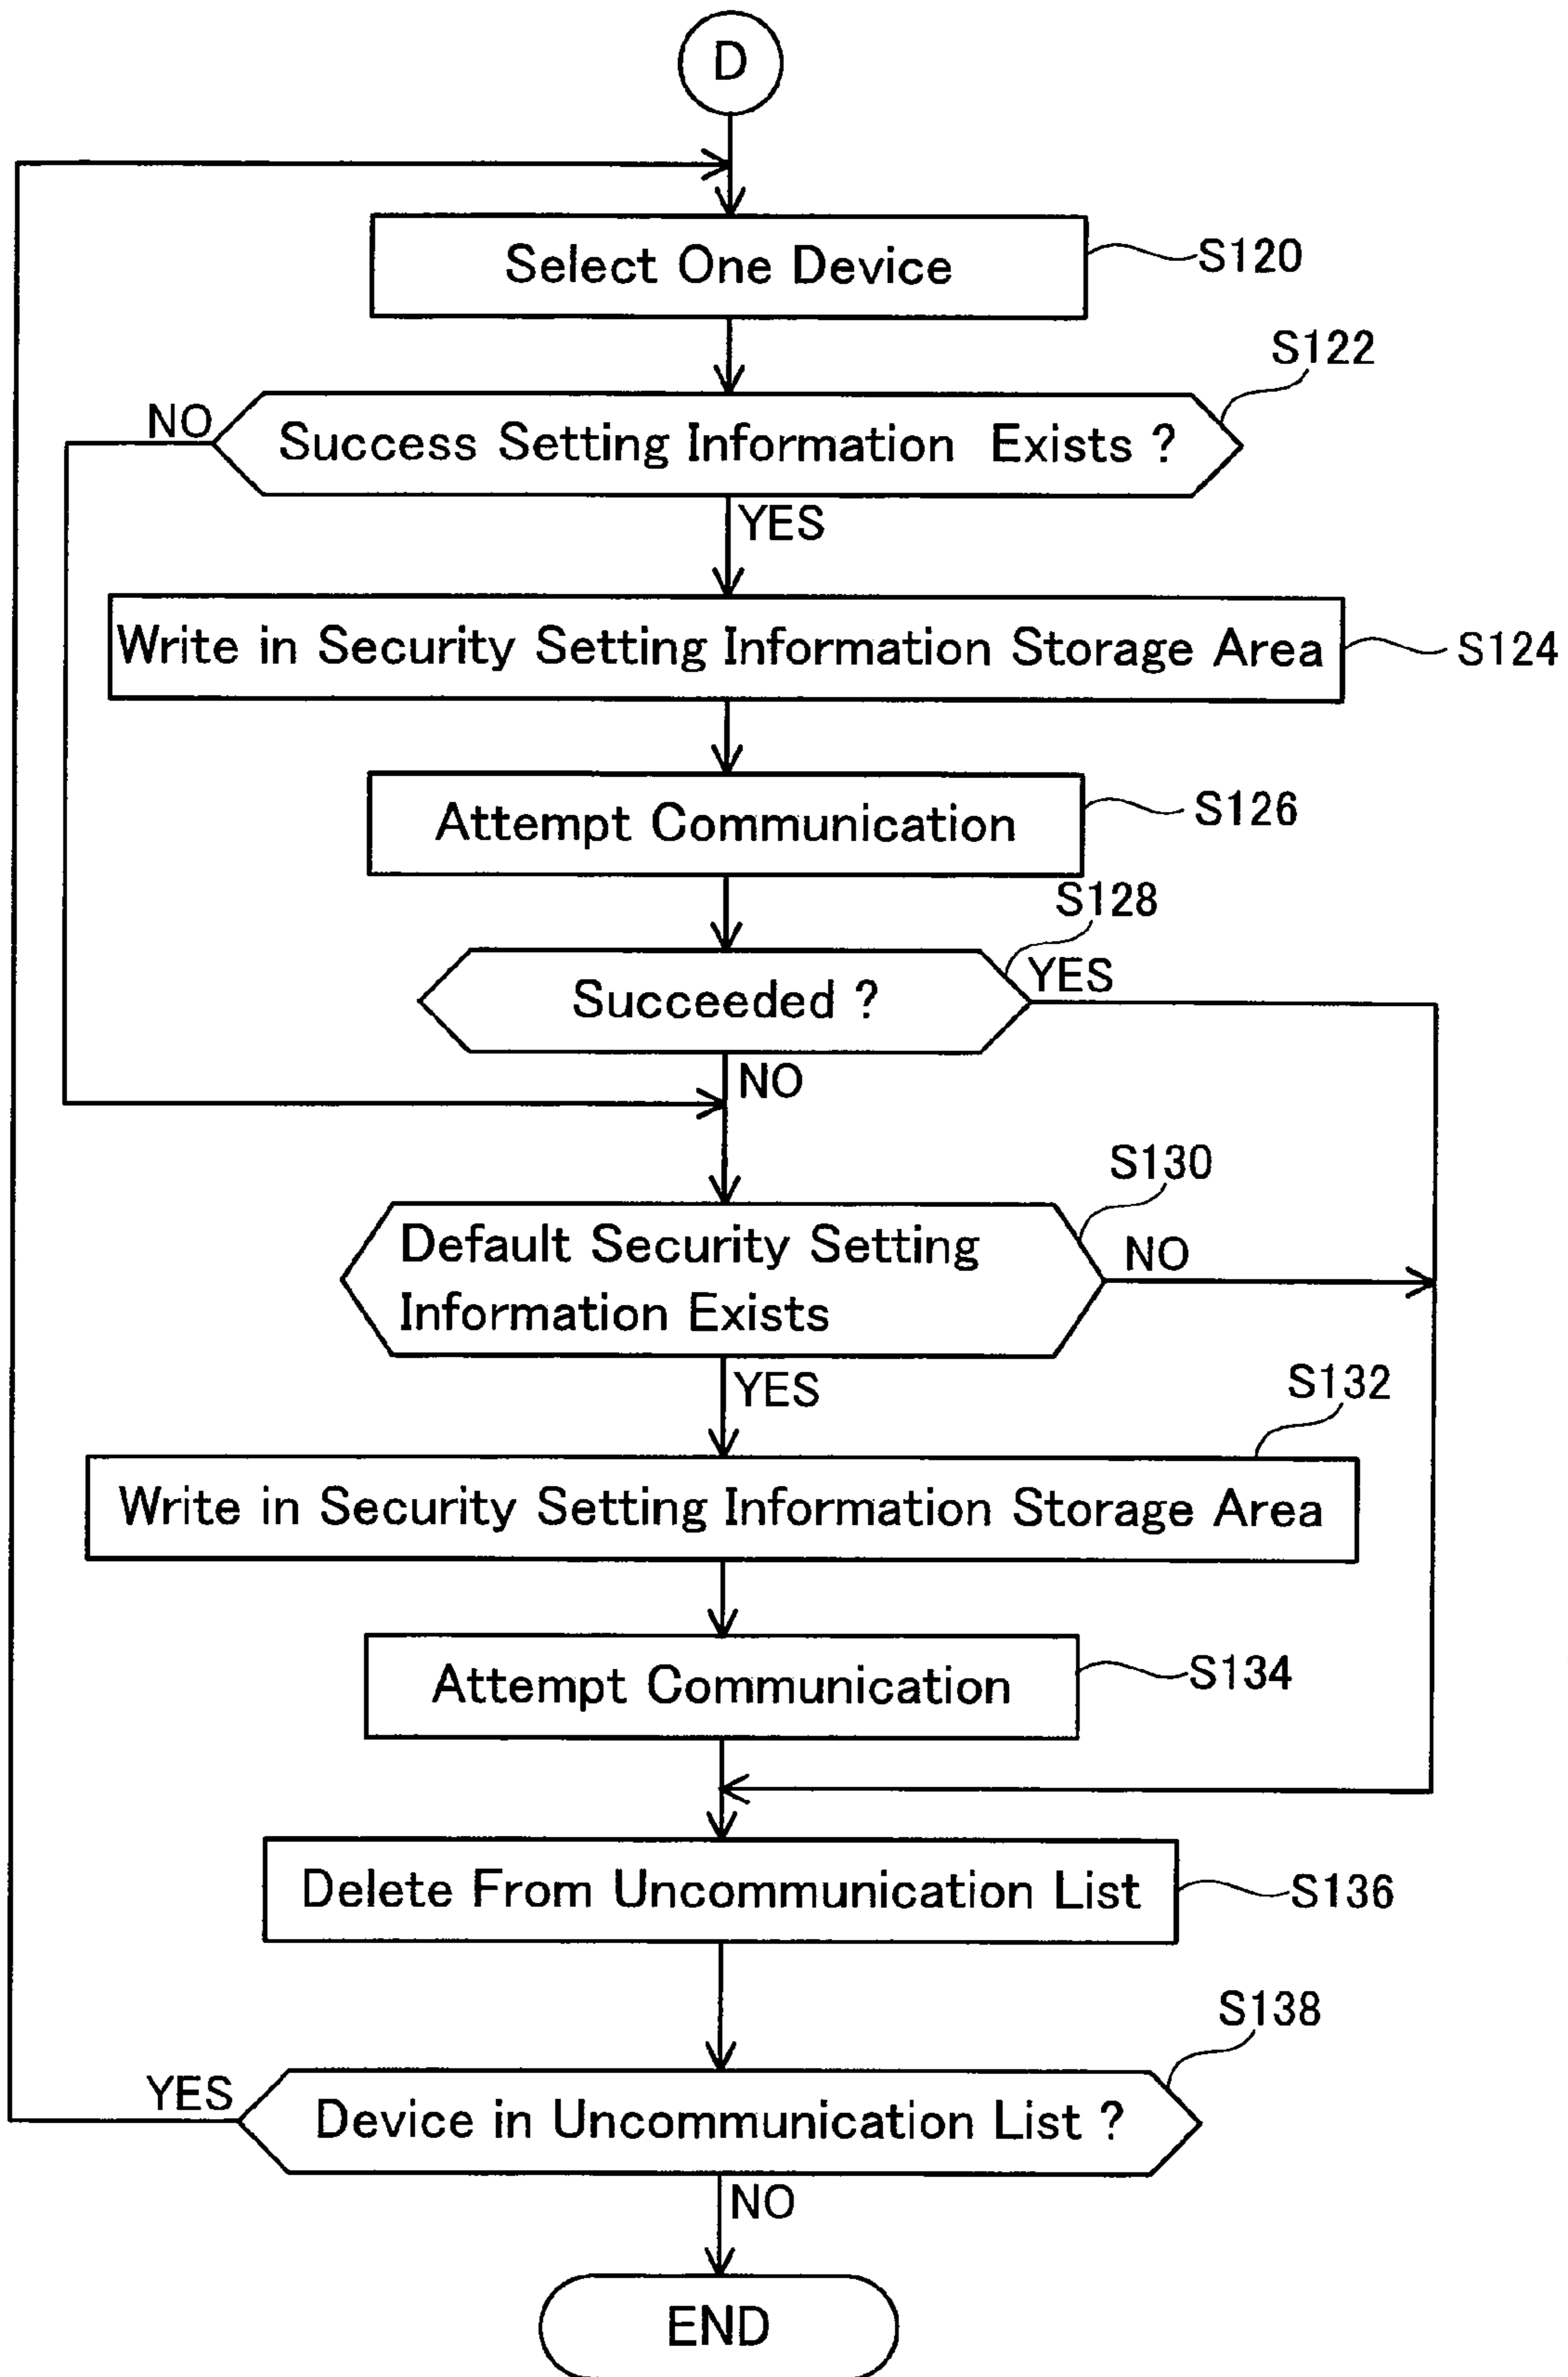 D
Select One Device
S120
S122
NO
Success Setting Information Exists ?
YES
Write in Security Setting Information Storage Area
S124
Attempt Communication
S126
S128
Succeeded ?
YES
NO
S130
Default Security Setting
Information Exists
NO
YES
S132
Write in Security Setting Information Storage Area
Attempt Communication
S134
Delete From Uncommunication List
S136
S138
YES
Device in Uncommunication List ?
NO
END